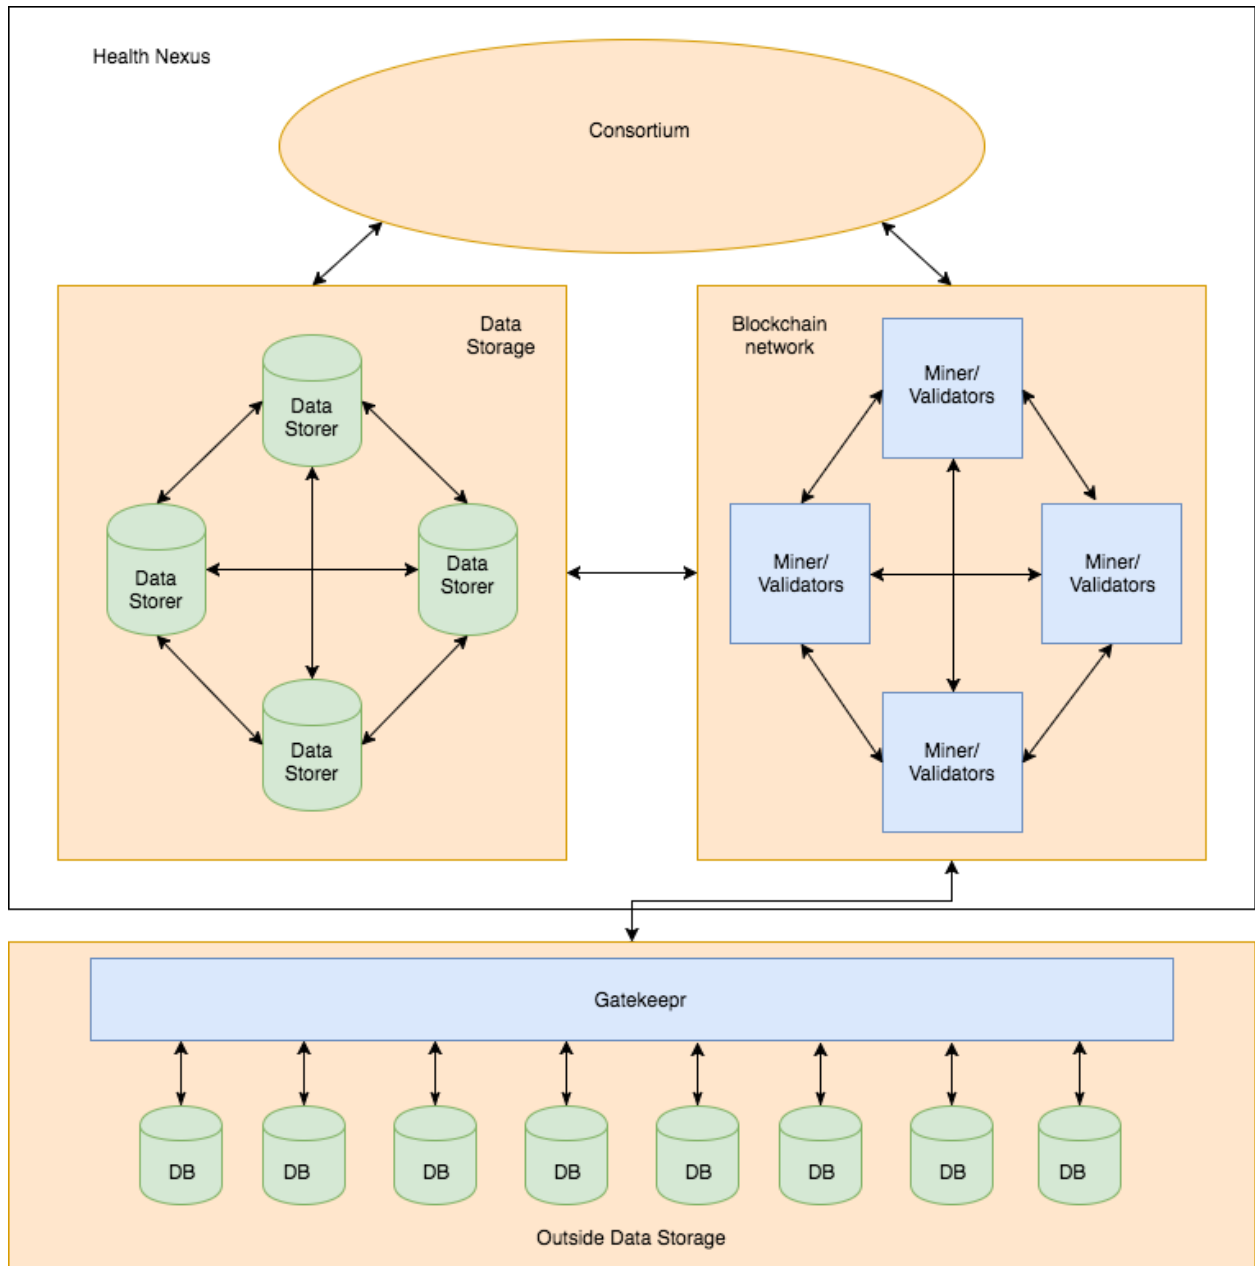 Health Nexus
Consortium
Data
Storage
Data
Storer
Data
Storer
Data
Storer
Data
Storer
Blockchain
network
Miner/
Validators
Miner/
Validators
Miner/
Validators
Miner/
Validators
Gatekeepr
DB
DB
DB
DB
DB
DB
DB
DB
Outside Data Storage